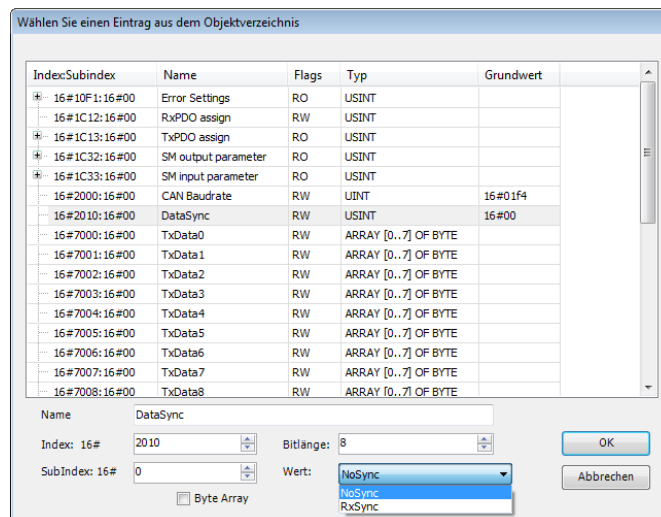 Wählen Sie einen Eintrag aus dem Objektverzeichnis
Index:Subindex Name Flags Typ Grundwert
16#10F1:16#00 Error Settings RO USINT
16#1C12:16#00 RxPDO assign RW USINT
16#1C13:16#00 TxPDO assign RO USINT
16#1C32:16#00 SM output parameter RO USINT
16#1C33:16#00 SM input parameter RO USINT
16#2000:16#00 CAN Baudrate RW UINT 16#01f4
16#2010:16#00 DataSync RW USINT 16#00
16#7000:16#00 TxData0 RW ARRAY [0..7] OF BYTE
16#7001:16#00 TxData1 RW ARRAY [0..7] OF BYTE
16#7002:16#00 TxData2 RW ARRAY [0..7] OF BYTE
16#7003:16#00 TxData3 RW ARRAY [0..7] OF BYTE
16#7004:16#00 TxData4 RW ARRAY [0..7] OF BYTE
16#7005:16#00 TxData5 RW ARRAY [0..7] OF BYTE
16#7006:16#00 TxData6 RW ARRAY [0..7] OF BYTE
16#7007:16#00 TxData7 RW ARRAY [0..7] OF BYTE
16#7008:16#00 TxData8 RW ARRAY [0..7] OF BYTE
Name DataSync
Index: 16# 2010 Bitlänge: 8 OK
SubIndex: 16# 0 Wert: NoSync Abbrechen
NoSync
Byte Array RxSync